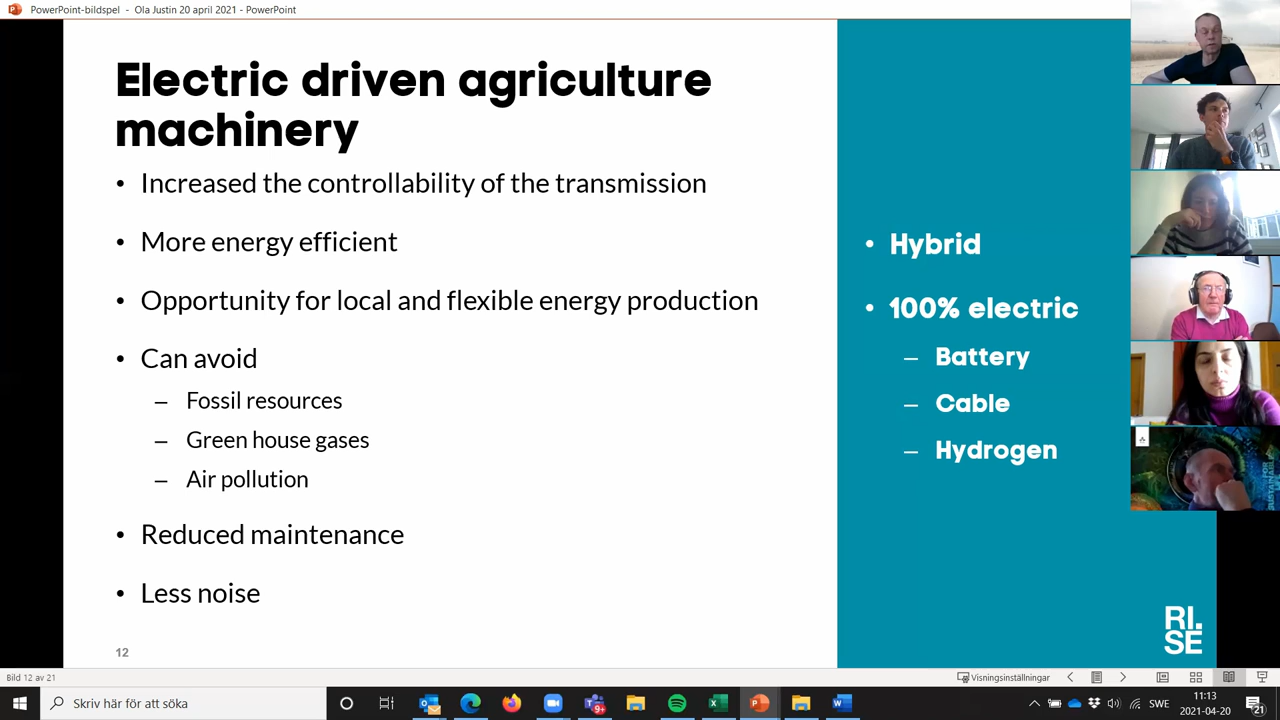 PowerPoint-bildspel - Ola Justin 20 april 2021 - PowerPoint
Electric driven agriculture
machinery
• Increased the controllability of the transmission
• More energy efficient
• Opportunity for local and flexible energy production
• Can avoid
– Fossil resources
– Green house gases
– Air pollution
• Reduced maintenance
• Less noise
12
• Hybrid
• 100% electric
– Battery
– Cable
– Hydrogen
RI.
SE
Bild 12 av 21
Visningsinställningar
Skriv här för att söka
9+
SWE
11:13
2021-04-20
21